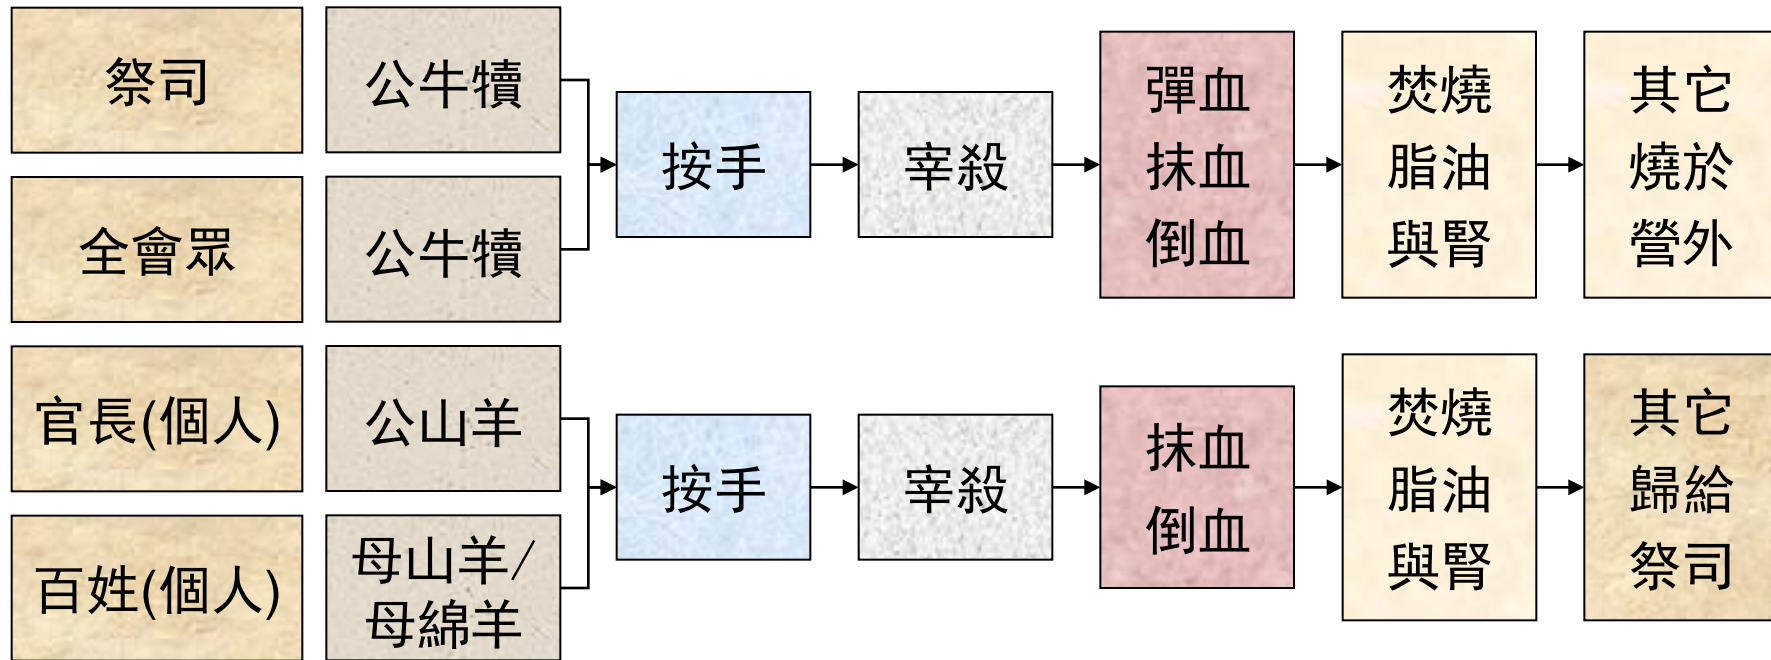 祭司
公牛犢
全會眾
公牛犢
按手
宰殺
彈血
抹血
倒血
焚燒
脂油
與腎
其它
燒於
營外
官長(個人)
公山羊
百姓(個人)
母山羊/
母綿羊
按手
宰殺
抹血
倒血
焚燒
脂油
與腎
其它
歸給
祭司